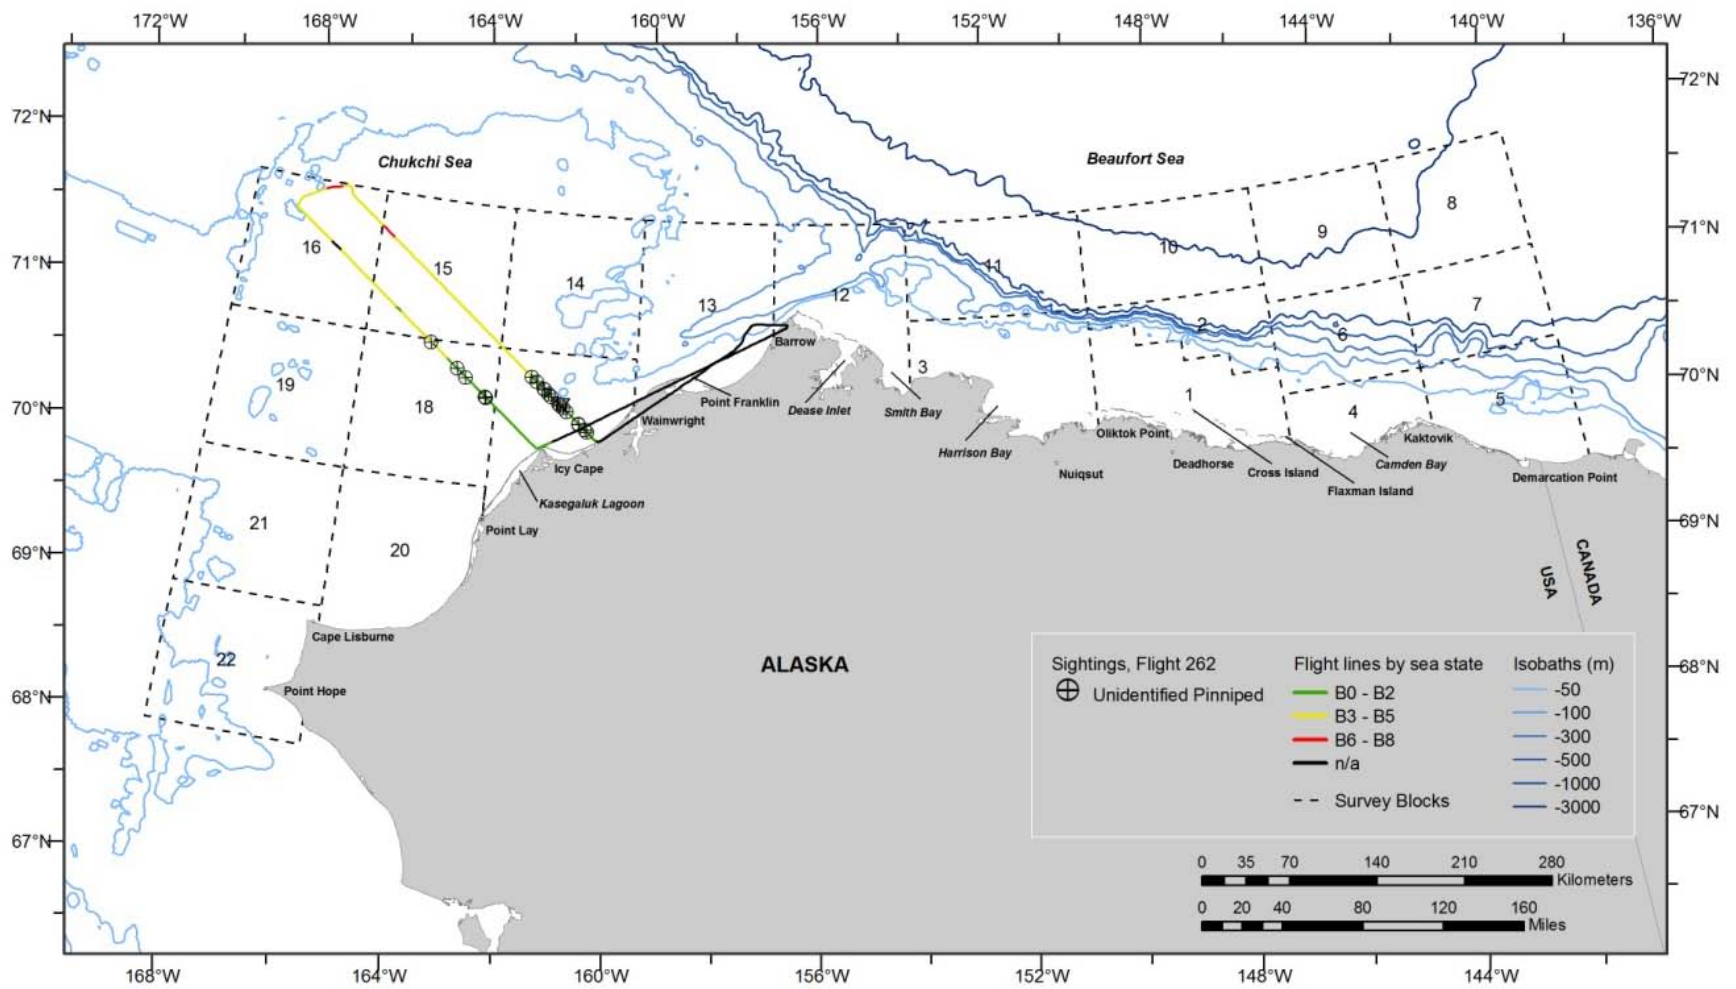 172°W 168°W 164°W 160°W 156°W 152°W 148°W 144°W 140°W 136°W
72°N
72°N
Chukchi Sea
Beaufort Sea
8
71°N
9
16
15
10
71°N
11
14
13
12
7
2
6
Barrow
70°N
3
19
18
Point Franklin
Dease Inlet
Smith Bay
1
4
5
70°N
Wainwright
Oliktok Point
Kaktovik
Harrison Bay
Icy Cape
Nuiqsut
Deadhorse
Cross Island
Camden Bay
Flaxman Island
Demarcation Point
Kasegaluk Lagoon
21
Point Lay
69°N
20
69°N
USA
CANADA
Cape Lisburne
22
ALASKA
68°N
Point Hope
68°N
Sightings, Flight 262
Unidentified Pinniped
Flight lines by sea state
B0 - B2
B3 - B5
B6 - B8
n/a
Survey Blocks
Isobaths (m)
-50
-100
-300
-500
-1000
-3000
67°N
67°N
0 35 70 140 210 280
Kilometers
0 20 40 80 120 160
Miles
168°W 164°W 160°W 156°W 152°W 148°W 144°W